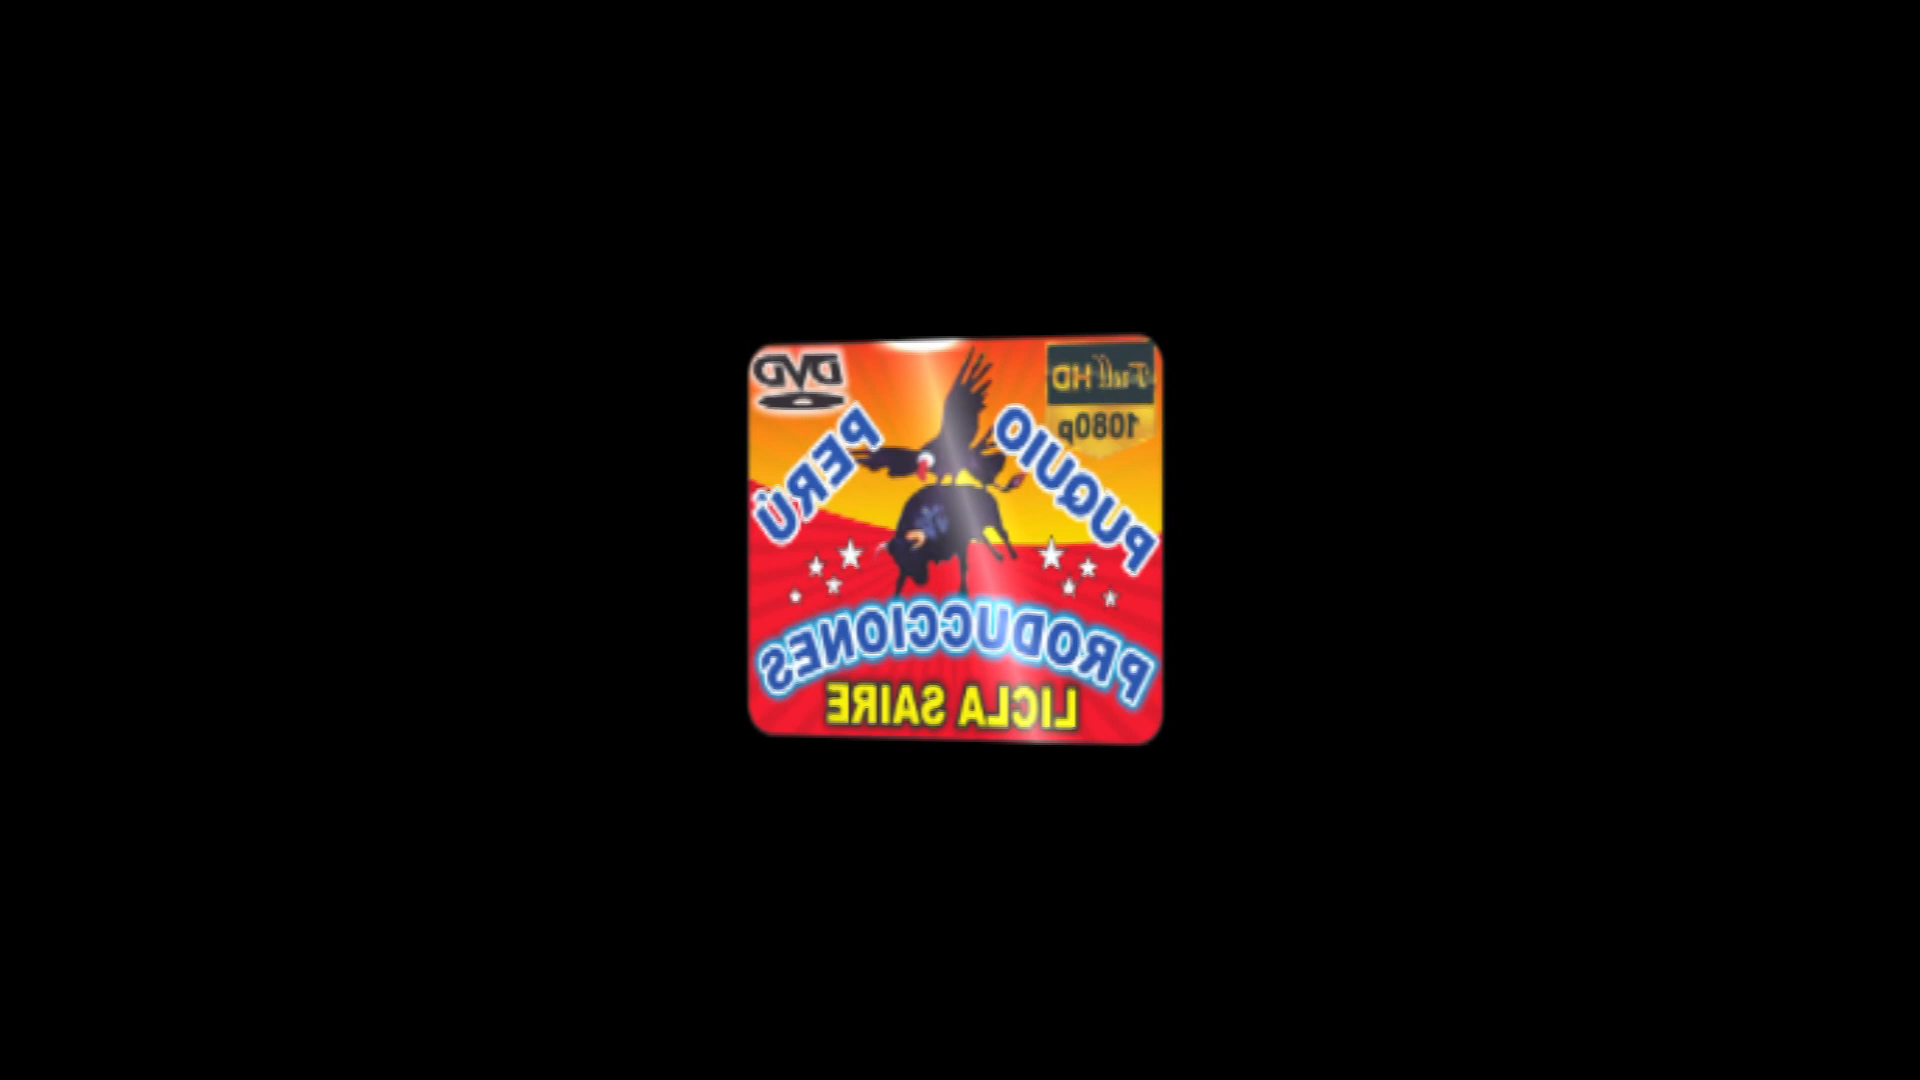 Full HD
1080p
DVD
PUQUIO
PERÚ
PRODUCCIONES
LICLA SAIRE